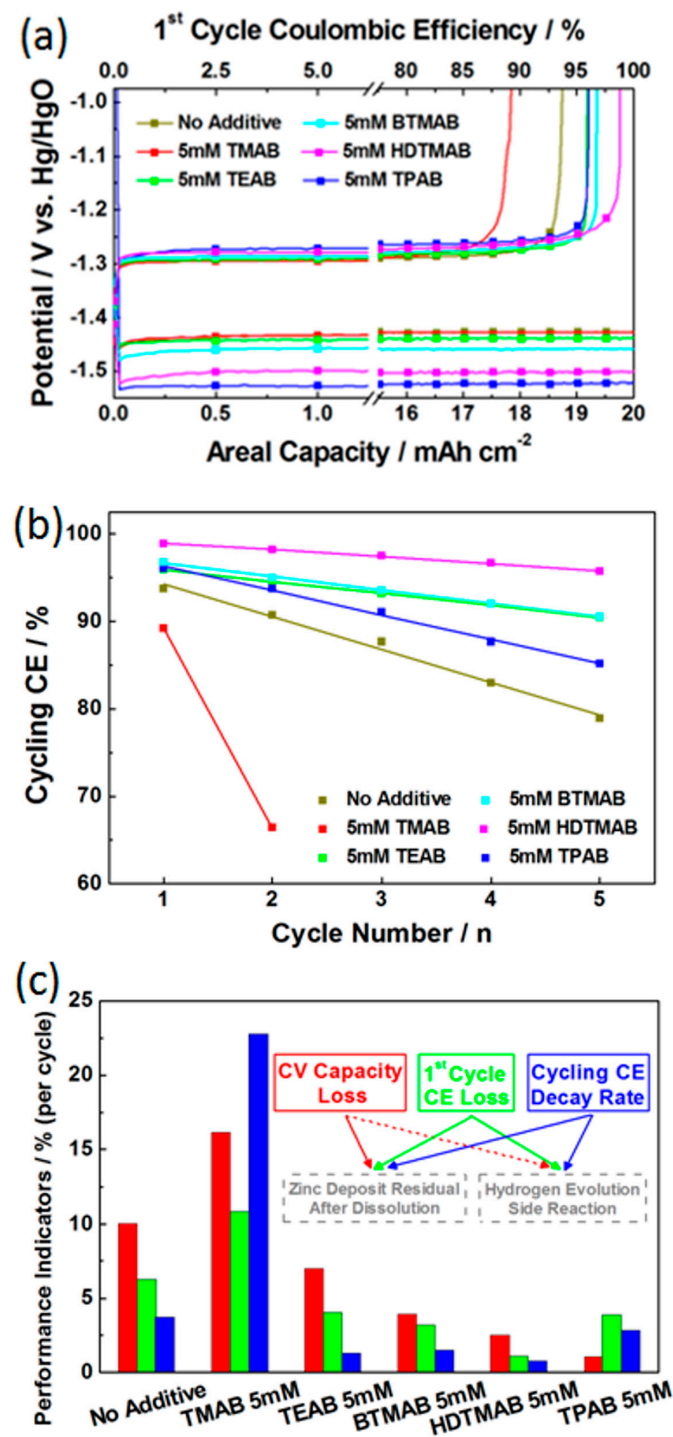 (a)
1st Cycle Coulombic Efficiency / %
0.0 2.5 5.0 80 85 90 95 100
Potential / V vs. Hg/HgO
-1.0
-1.1
-1.2
-1.3
-1.4
-1.5
No Additive 5mM BTMAB
5mM TMAB 5mM HDTMAB
5mM TEAB 5mM TPAB
0.0 0.5 1.0 16 17 18 19 20
Areal Capacity / mAh cm-2
(b)
Cycling CE / %
100
90
80
70
60
No Additive 5mM BTMAB
5mM TMAB 5mM HDTMAB
5mM TEAB 5mM TPAB
1 2 3 4 5
Cycle Number / n
(c)
Performance Indicators / % (per cycle)
25
20
15
10
5
0
CV Capacity
Loss
1st Cycle
CE Loss
Cycling CE
Decay Rate
Zinc Deposit Residual
After Dissolution
Hydrogen Evolution
Side Reaction
No Additive
TMAB 5mM
TEAB 5mM
BTMAB 5mM
HDTMAB 5mM
TPAB 5mM